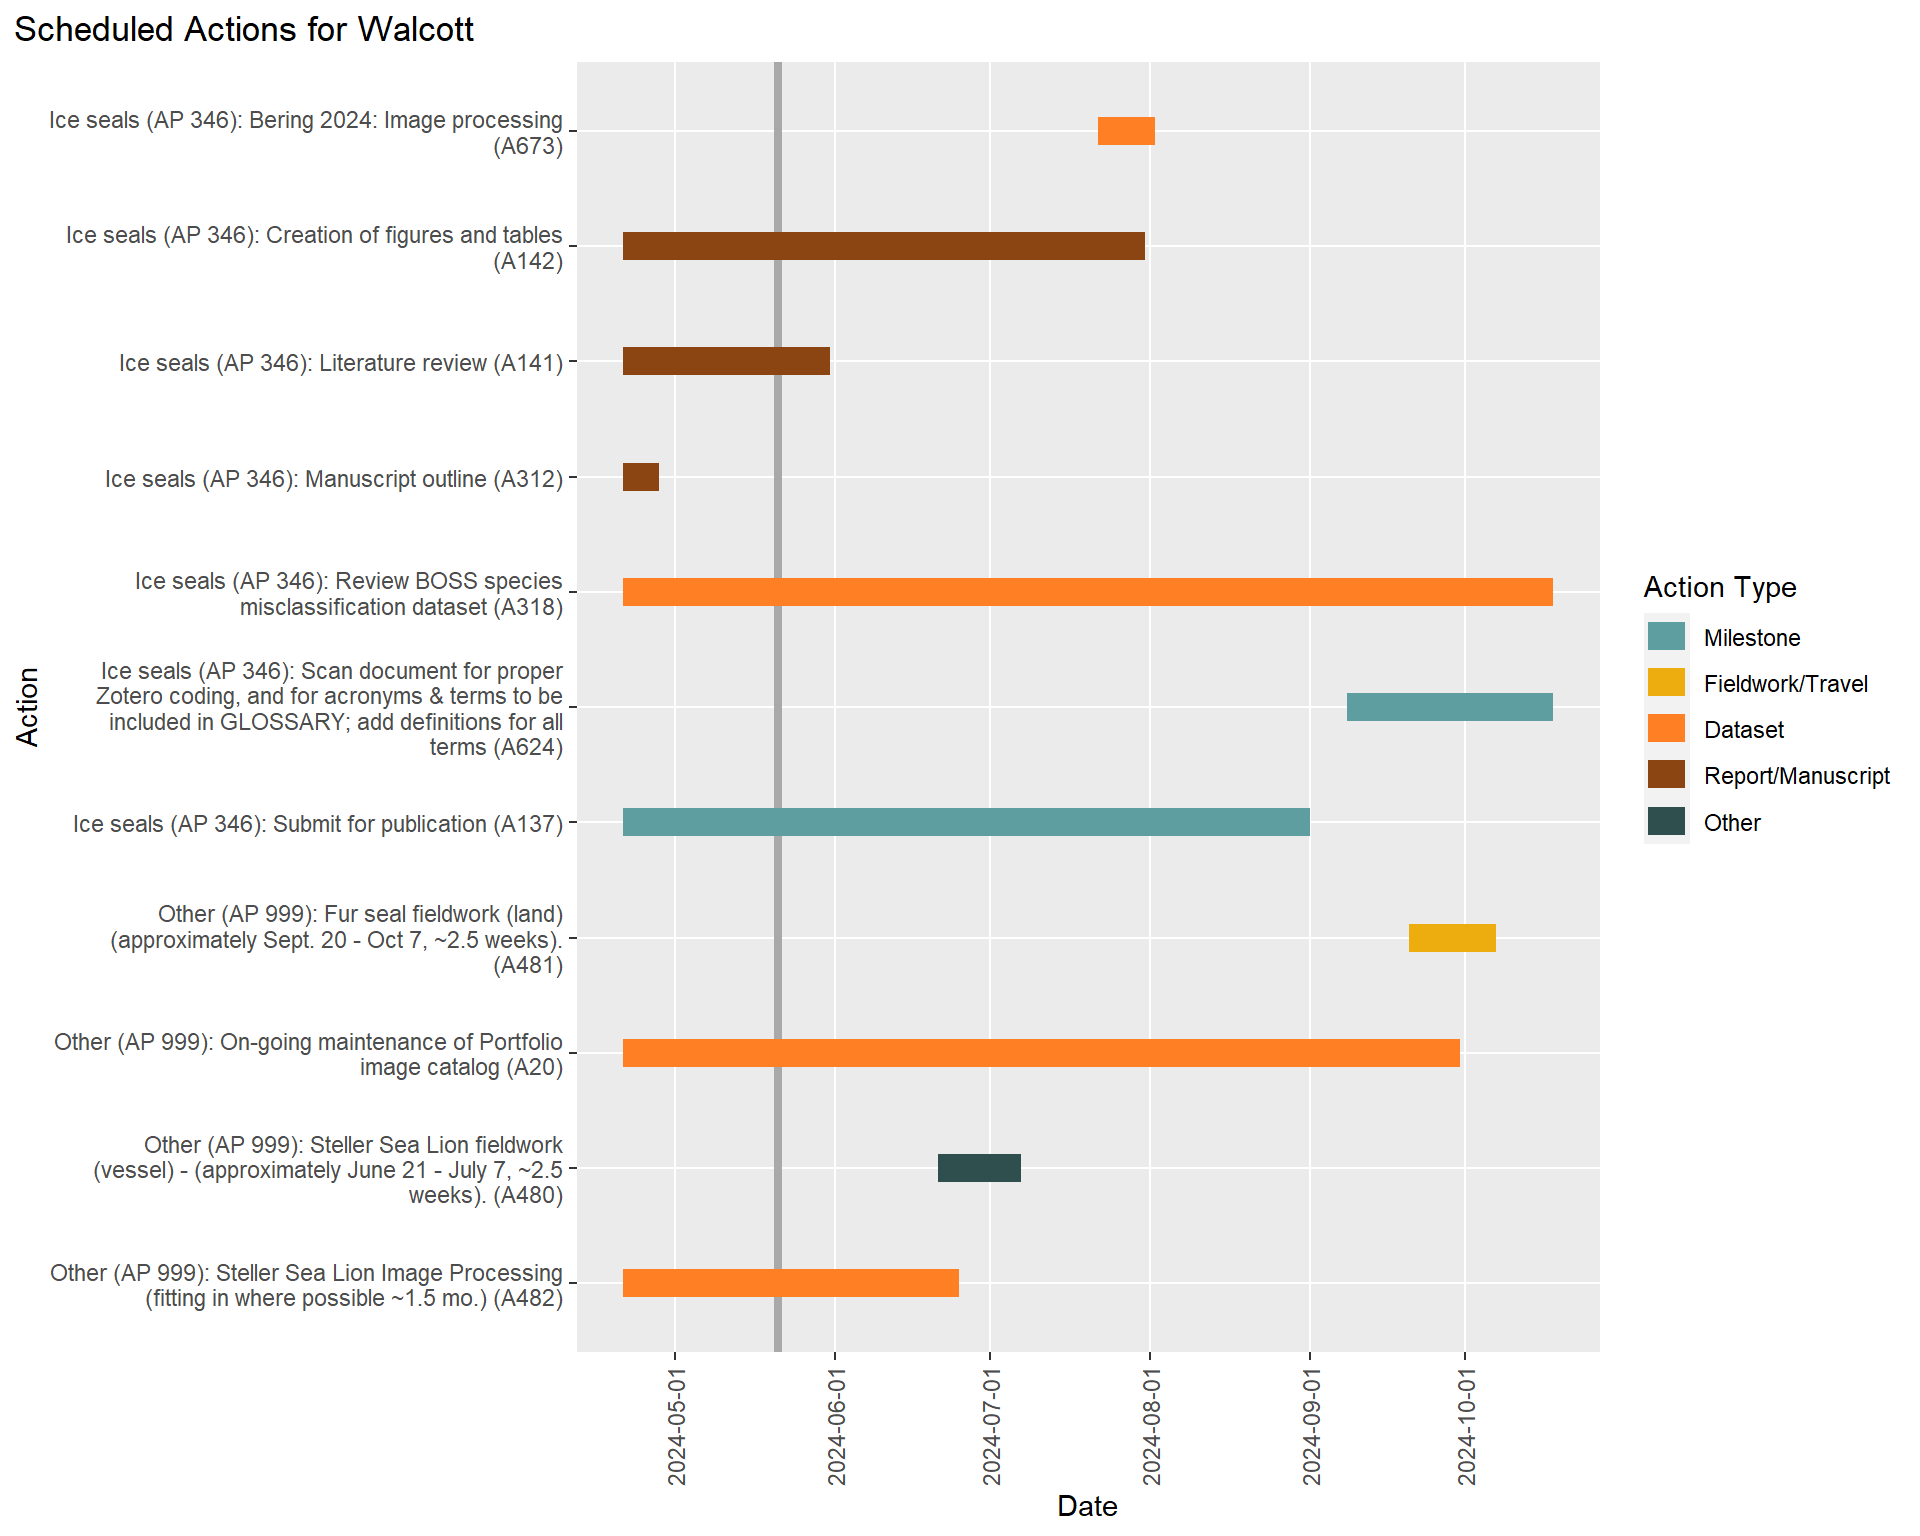 Scheduled Actions for Walcott
Ice seals (AP 346): Bering 2024: Image processing
(A673)
Ice seals (AP 346): Creation of figures and tables
(A142)
Ice seals (AP 346): Literature review (A141)
Ice seals (AP 346): Manuscript outline (A312)
Ice seals (AP 346): Review BOSS species
misclassification dataset (A318)
Ice seals (AP 346): Scan document for proper
Zotero coding, and for acronyms & terms to be
included in GLOSSARY; add definitions for all
terms (A624)
Ice seals (AP 346): Submit for publication (A137)
Other (AP 999): Fur seal fieldwork (land)
(approximately Sept. 20 - Oct 7, ~2.5 weeks).
(A481)
Other (AP 999): On-going maintenance of Portfolio
image catalog (A20)
Other (AP 999): Steller Sea Lion fieldwork
(vessel) - (approximately June 21 - July 7, ~2.5
weeks). (A480)
Other (AP 999): Steller Sea Lion Image Processing
(fitting in where possible ~1.5 mo.) (A482)
Action
2024-05-01
2024-06-01
2024-07-01
2024-08-01
2024-09-01
2024-10-01
Date
Action Type
Milestone
Fieldwork/Travel
Dataset
Report/Manuscript
Other